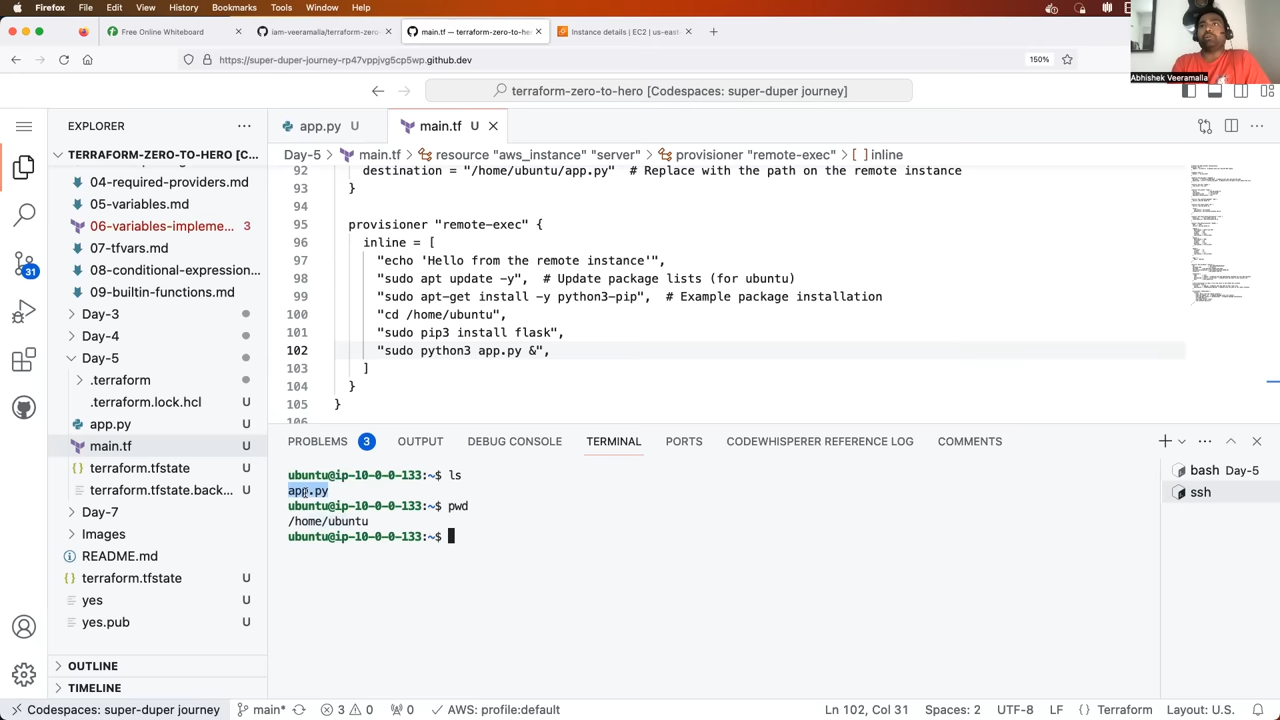 Firefox File Edit View History Bookmarks Tools Window Help
Free Online Whiteboard
iam-veeramalla/terraform-zero-
main.tf — terraform-zero-to-he
Instance details | EC2 | us-east-
https://super-duper-journey-rp47vppjvg5cp5wp.github.dev
150%
Abhishek Veeramalla
terraform-zero-to-hero [Codespaces: super-duper journey]
EXPLORER
app.py U
main.tf U
TERRAFORM-ZERO-TO-HERO [C...
Day-5 > main.tf > resource "aws_instance" "server" > provisioner "remote-exec" > [ ] inline
04-required-providers.md
05-variables.md
06-variables-impleme... 3
07-tfvars.md
08-conditional-expression...
09-builtin-functions.md
Day-3
Day-4
Day-5
.terraform
.terraform.lock.hcl U
app.py U
main.tf U
terraform.tfstate U
terraform.tfstate.back... U
Day-7
Images
README.md
terraform.tfstate U
yes U
yes.pub U
OUTLINE
TIMELINE
92 destination = "/home/ubuntu/app.py" # Replace with the path on the remote instance
93 }
94
95 provisioner "remote-exec" {
96 inline = [
97 "echo 'Hello from the remote instance'",
98 "sudo apt update -y", # Update package lists (for ubuntu)
99 "sudo apt-get install -y python3-pip", # Example package installation
100 "cd /home/ubuntu",
101 "sudo pip3 install flask",
102 "sudo python3 app.py &",
103 ]
104 }
105 }
106
PROBLEMS 3 OUTPUT DEBUG CONSOLE TERMINAL PORTS CODEWHISPERER REFERENCE LOG COMMENTS
ubuntu@ip-10-0-0-133:~$ ls
app.py
ubuntu@ip-10-0-0-133:~$ pwd
/home/ubuntu
ubuntu@ip-10-0-0-133:~$
bash Day-5
ssh
31
Codespaces: super-duper journey main* 3 0 0 AWS: profile:default Ln 102, Col 31 Spaces: 2 UTF-8 LF { } Terraform Layout: U.S.